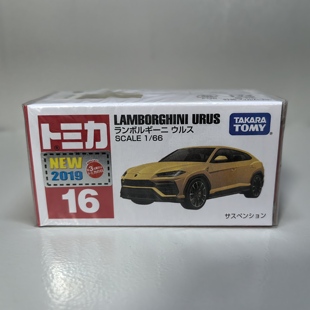 LAMBORGHINI URUS
ランボルギーニ ウルス
SCALE 1/66
TAKARA
TOMY
トミカ
NEW
2019
16
サスペンション